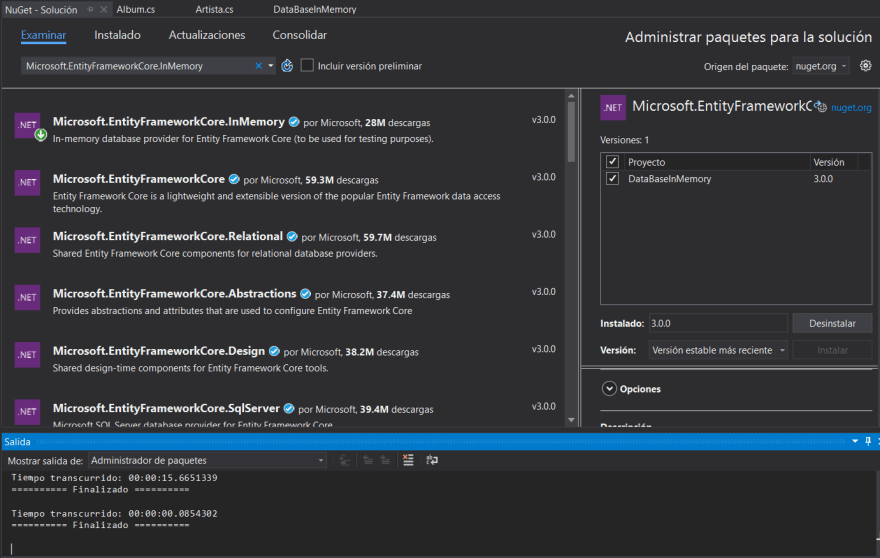 NuGet - Solución
Album.cs
Artista.cs
DataBaseInMemory
Examinar
Instalado
Actualizaciones
Consolidar
Administrar paquetes para la solución
Microsoft.EntityFrameworkCore.InMemory
Incluir versión preliminar
Origen del paquete: nuget.org
.NET
Microsoft.EntityFrameworkCore.InMemory por Microsoft, 28M descargas
v3.0.0
In-memory database provider for Entity Framework Core (to be used for testing purposes).
.NET
Microsoft.EntityFrameworkCore por Microsoft, 59.3M descargas
v3.0.0
Entity Framework Core is a lightweight and extensible version of the popular Entity Framework data access
technology.
.NET
Microsoft.EntityFrameworkCore.Relational por Microsoft, 59.7M descargas
v3.0.0
Shared Entity Framework Core components for relational database providers.
.NET
Microsoft.EntityFrameworkCore.Abstractions por Microsoft, 37.4M descargas
v3.0.0
Provides abstractions and attributes that are used to configure Entity Framework Core
.NET
Microsoft.EntityFrameworkCore.Design por Microsoft, 38.2M descargas
v3.0.0
Shared design-time components for Entity Framework Core tools.
.NET
Microsoft.EntityFrameworkCore.SqlServer por Microsoft, 39.4M descargas
v3.0.0
Microsoft SQL Server database provider for Entity Framework Core
.NET
Microsoft.EntityFrameworkC
nuget.org
Versiones: 1
Proyecto
Versión
DataBaseInMemory
3.0.0
Instalado: 3.0.0
Desinstalar
Versión: Versión estable más reciente
Instalar
Opciones
Descripción
Salida
Mostrar salida de: Administrador de paquetes
Tiempo transcurrido: 00:00:15.6651339
========== Finalizado ==========
Tiempo transcurrido: 00:00:00.0854302
========== Finalizado ==========